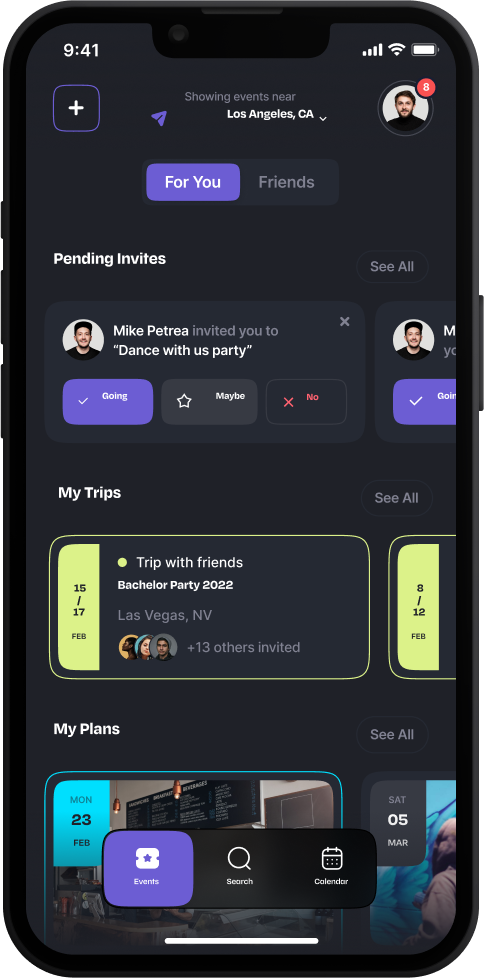 9:41
Showing events near
Los Angeles, CA
8
For You
Friends
Pending Invites
See All
Mike Petrea invited you to
“Dance with us party”
Going
Maybe
No
M
yo
Goin
My Trips
See All
15
/
17
FEB
Trip with friends
Bachelor Party 2022
Las Vegas, NV
+13 others invited
8
/
12
FEB
My Plans
See All
MON
23
FEB
SANDWICHES
BREAKFAST
BEVERAGES
SAT
05
MAR
Events
Search
Calendar